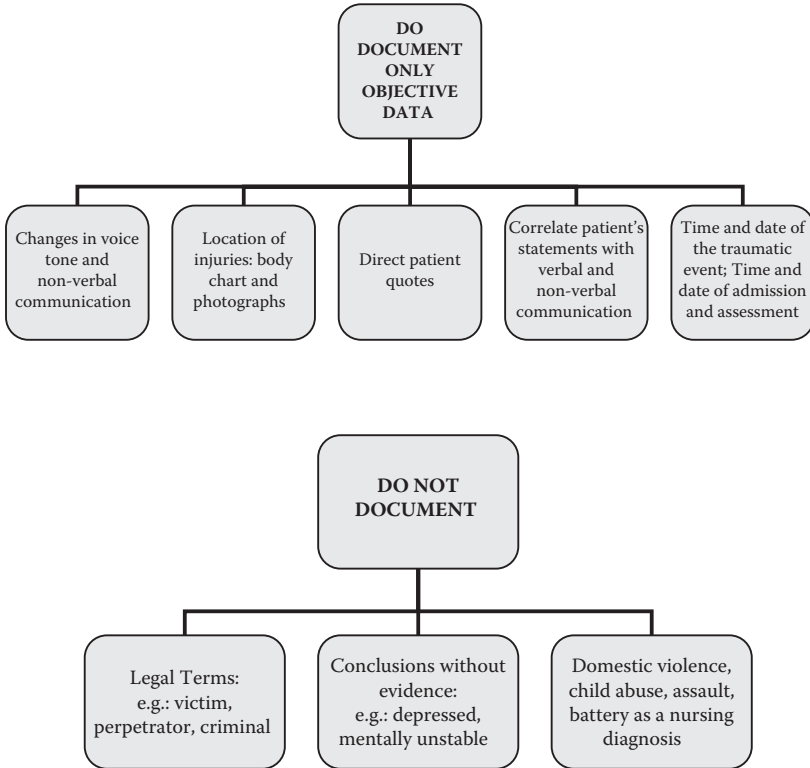 DO
DOCUMENT
ONLY
OBJECTIVE
DATA
Changes in voice
tone and
non-verbal
communication
Location of
injuries: body
chart and
photographs
Direct patient
quotes
Correlate patient’s
statements with
verbal and
non-verbal
communication
Time and date of
the traumatic
event; Time and
date of admission
and assessment
DO NOT
DOCUMENT
Legal Terms:
e.g.: victim,
perpetrator, criminal
Conclusions without
evidence:
e.g.: depressed,
mentally unstable
Domestic violence,
child abuse, assault,
battery as a nursing
diagnosis